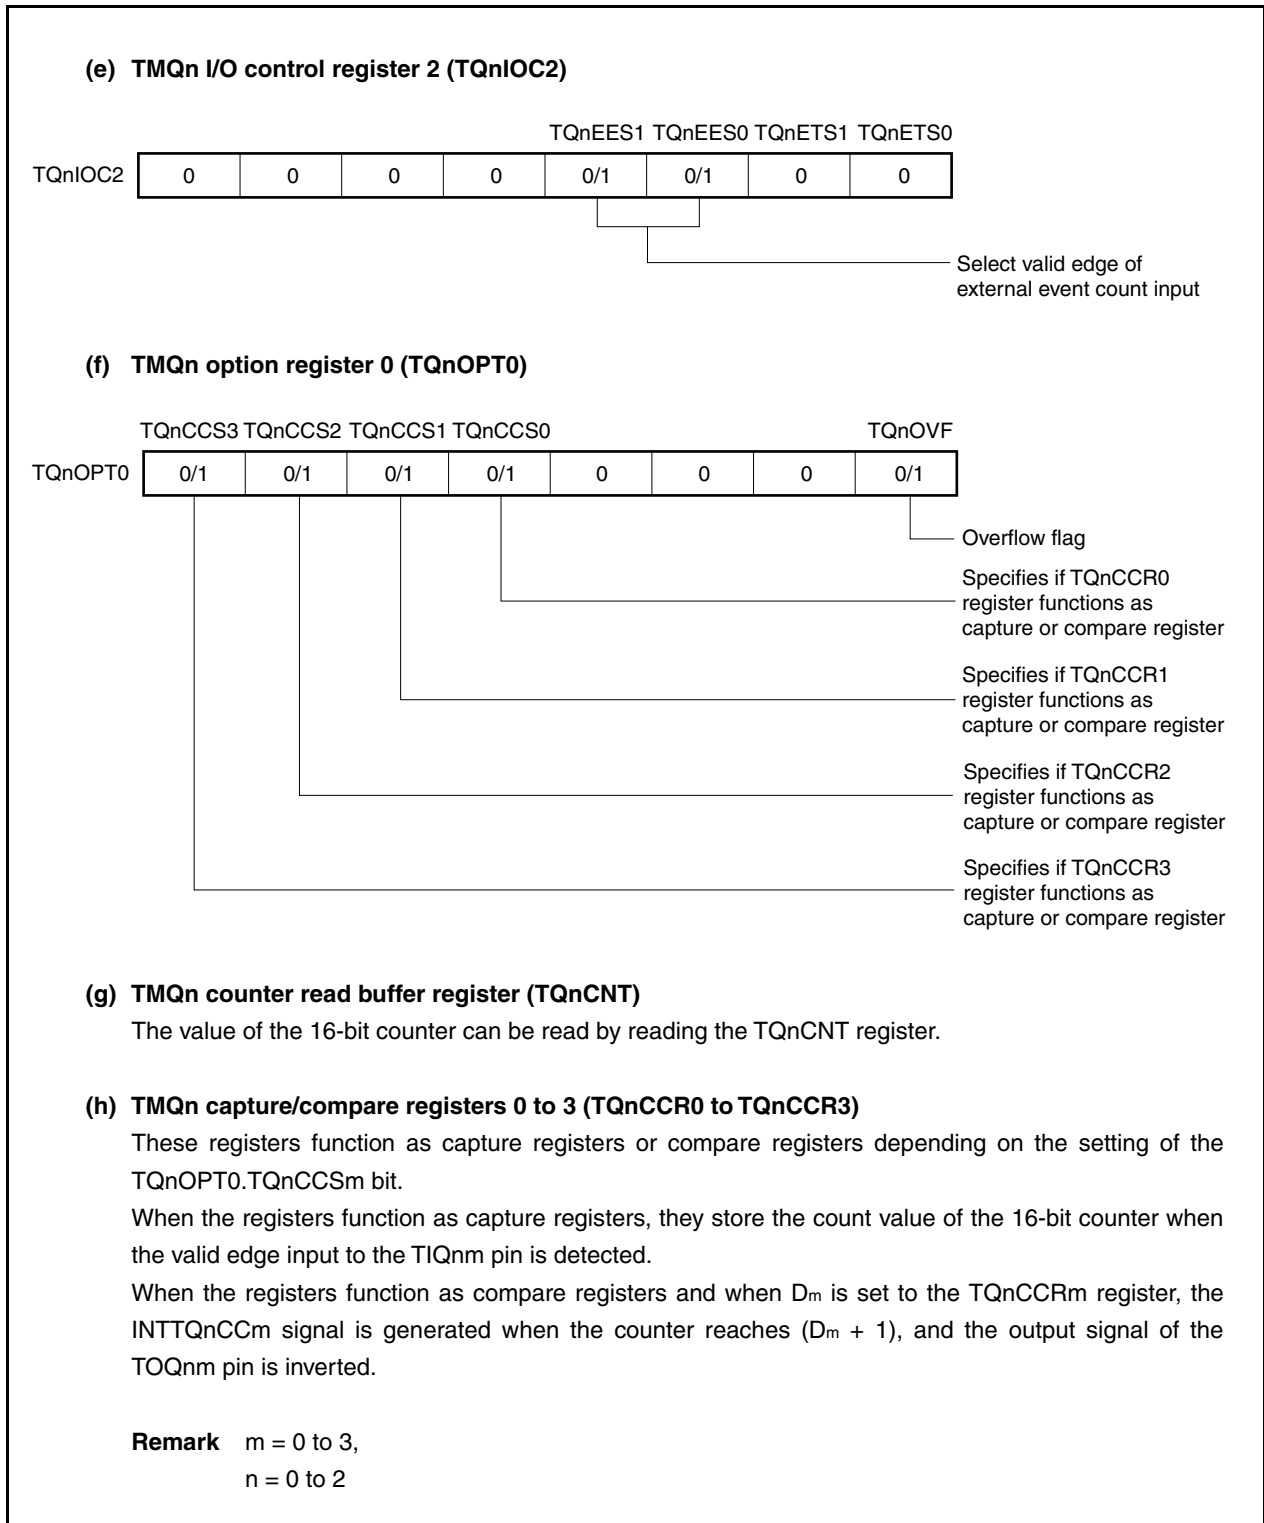 (e) TMQn I/O control register 2 (TQnIOC2)
TQnEES1 TQnEES0 TQnETS1 TQnETS0
TQnIOC2 0 0 0 0 0/1 0/1 0 0
Select valid edge of
external event count input
(f) TMQn option register 0 (TQnOPT0)
TQnCCS3 TQnCCS2 TQnCCS1 TQnCCS0 TQnOVF
TQnOPT0 0/1 0/1 0/1 0/1 0 0 0 0/1
Overflow flag
Specifies if TQnCCR0
register functions as
capture or compare register
Specifies if TQnCCR1
register functions as
capture or compare register
Specifies if TQnCCR2
register functions as
capture or compare register
Specifies if TQnCCR3
register functions as
capture or compare register
(g) TMQn counter read buffer register (TQnCNT)
The value of the 16-bit counter can be read by reading the TQnCNT register.
(h) TMQn capture/compare registers 0 to 3 (TQnCCR0 to TQnCCR3)
These registers function as capture registers or compare registers depending on the setting of the
TQnOPT0.TQnCCSm bit.
When the registers function as capture registers, they store the count value of the 16-bit counter when
the valid edge input to the TIQnm pin is detected.
When the registers function as compare registers and when Dm is set to the TQnCCRm register, the
INTTQnCCm signal is generated when the counter reaches (Dm + 1), and the output signal of the
TOQnm pin is inverted.
Remark m = 0 to 3,
n = 0 to 2